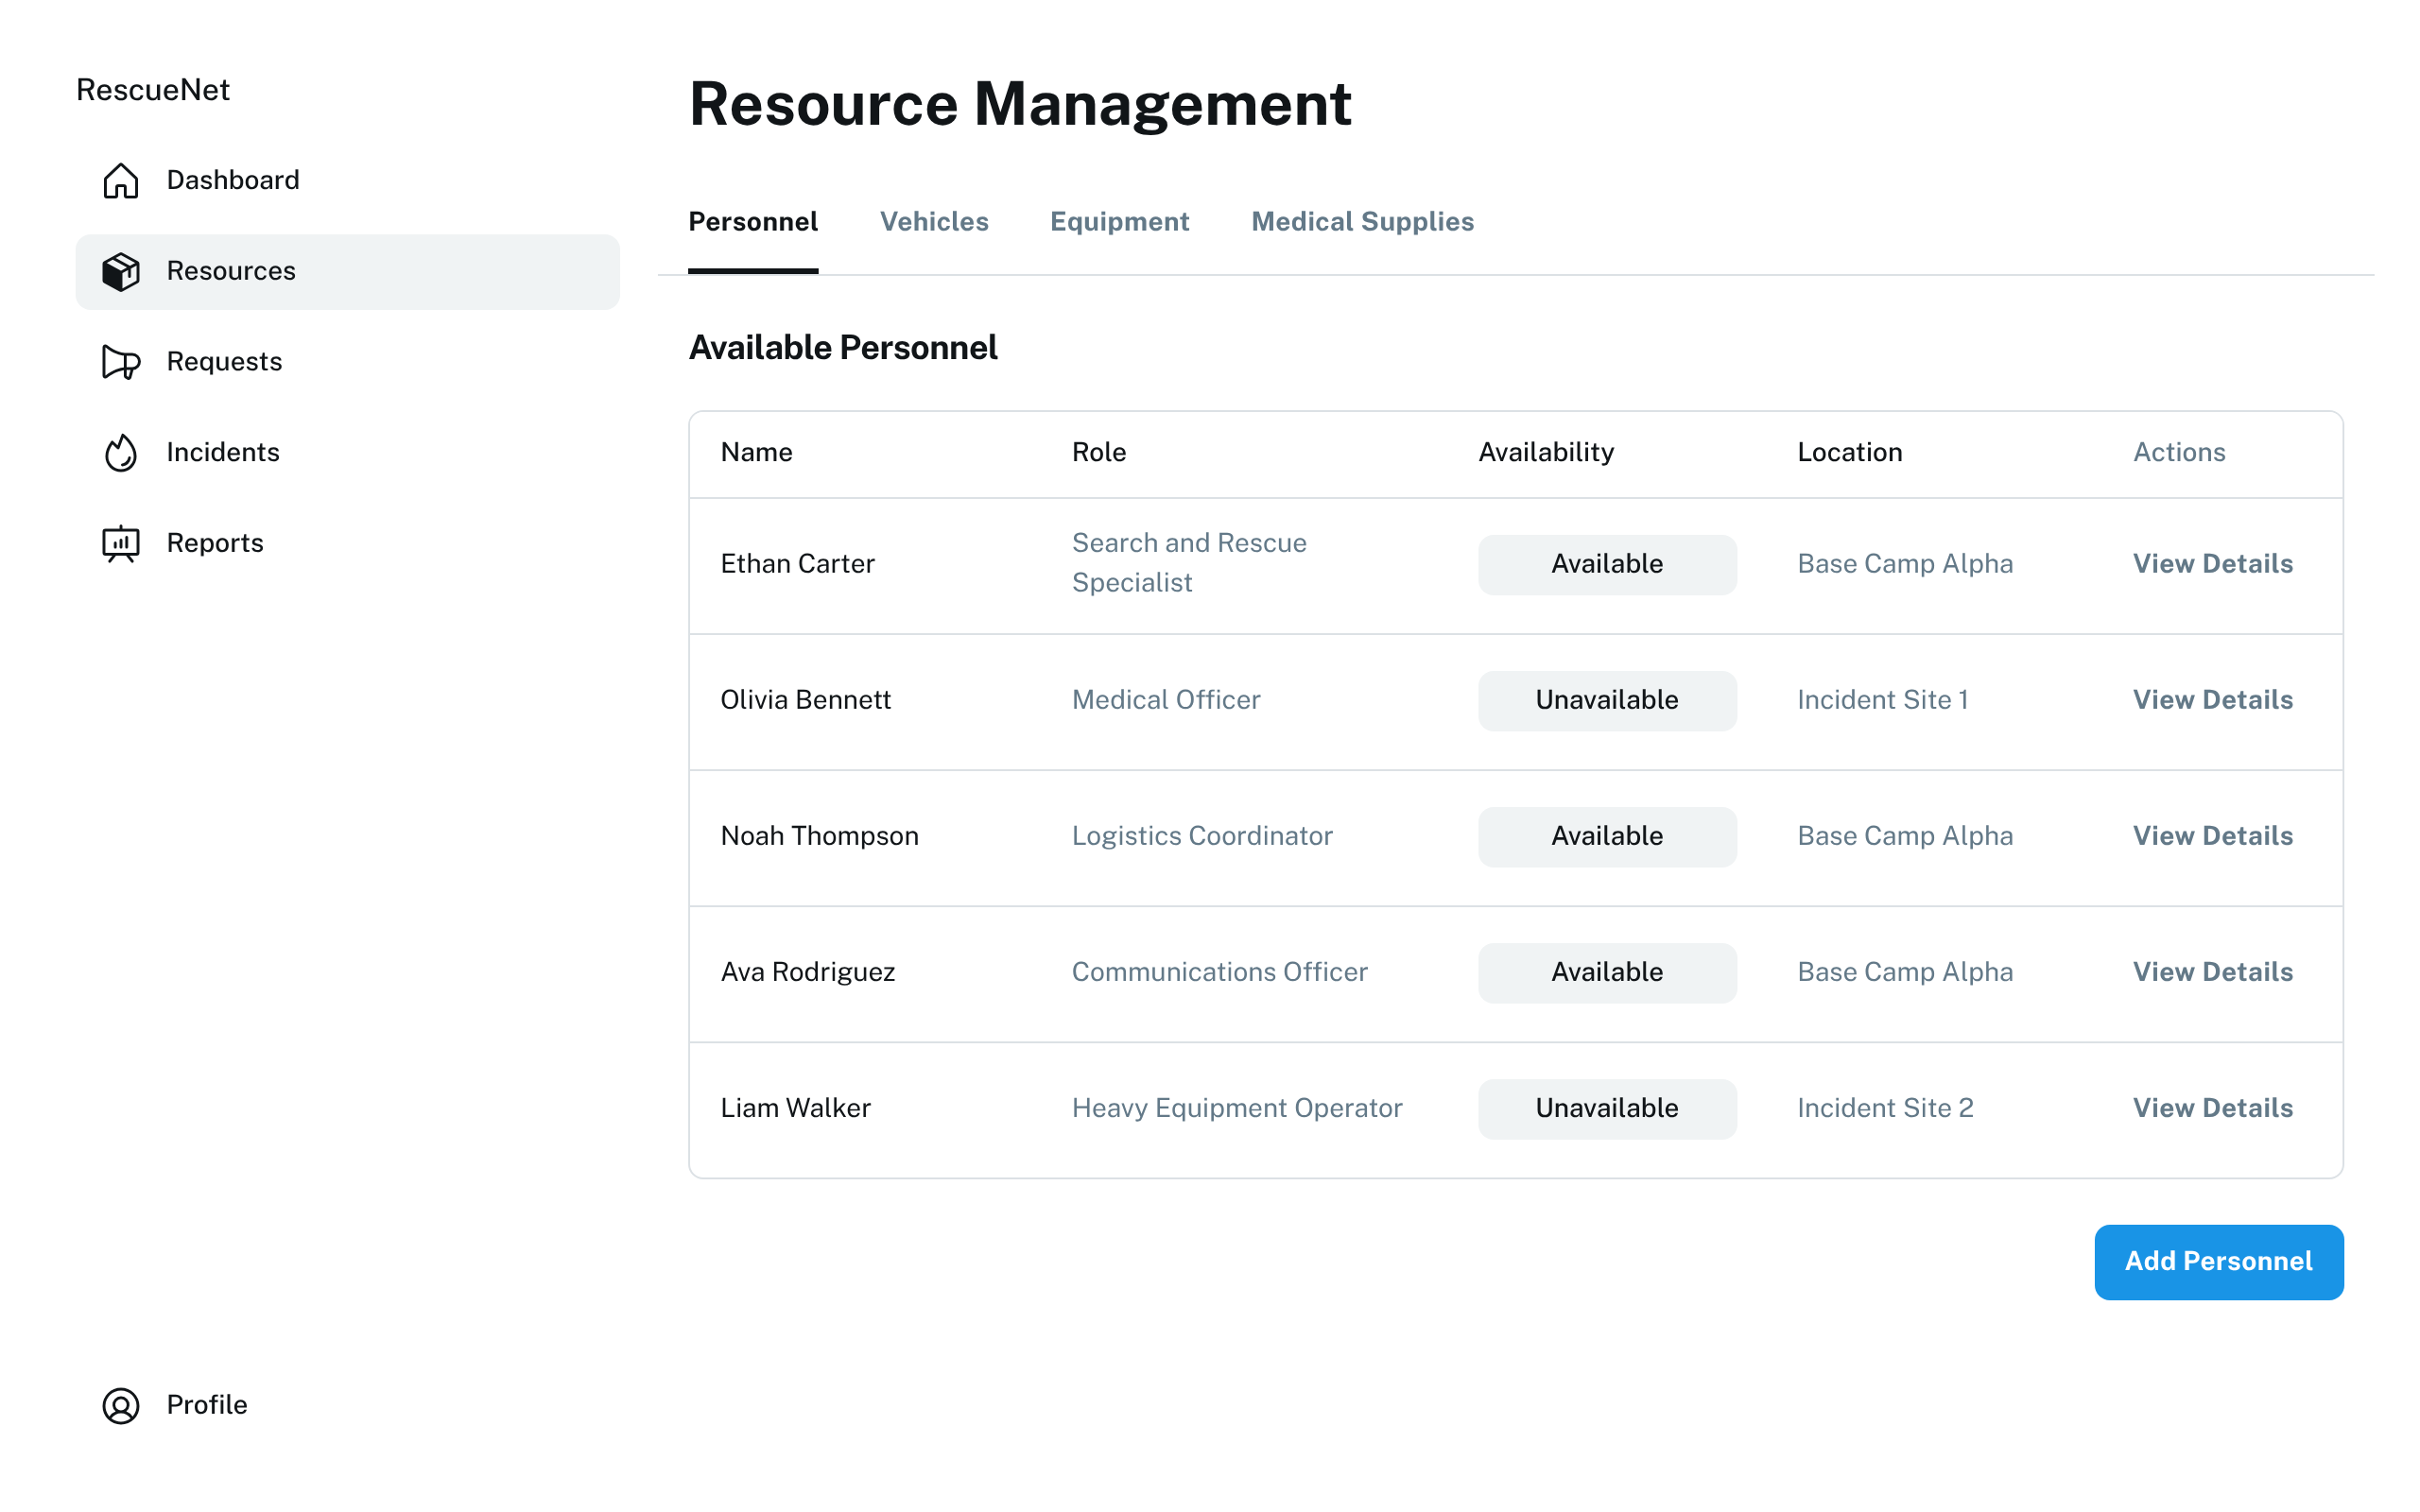 RescueNet
Dashboard
Resources
Requests
Incidents
Reports
Profile
Resource Management
Personnel Vehicles Equipment Medical Supplies
Available Personnel
Name Role Availability Location Actions
Ethan Carter Search and Rescue Specialist Available Base Camp Alpha View Details
Olivia Bennett Medical Officer Unavailable Incident Site 1 View Details
Noah Thompson Logistics Coordinator Available Base Camp Alpha View Details
Ava Rodriguez Communications Officer Available Base Camp Alpha View Details
Liam Walker Heavy Equipment Operator Unavailable Incident Site 2 View Details
Add Personnel